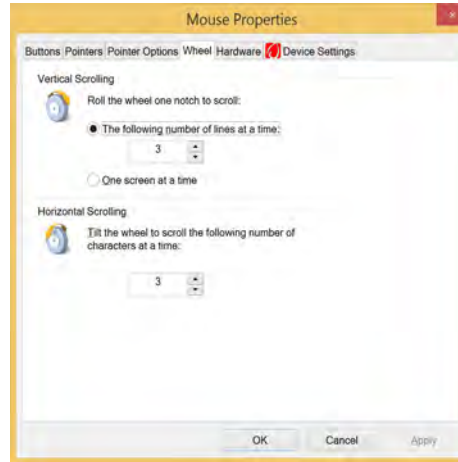 Mouse Properties
x
Buttons Pointers Pointer Options Wheel Hardware Device Settings
Vertical Scrolling
Roll the wheel one notch to scroll:
The following number of lines at a time:
3
One screen at a time
Horizontal Scrolling
Tilt the wheel to scroll the following number of
characters at a time:
3
OK Cancel Apply